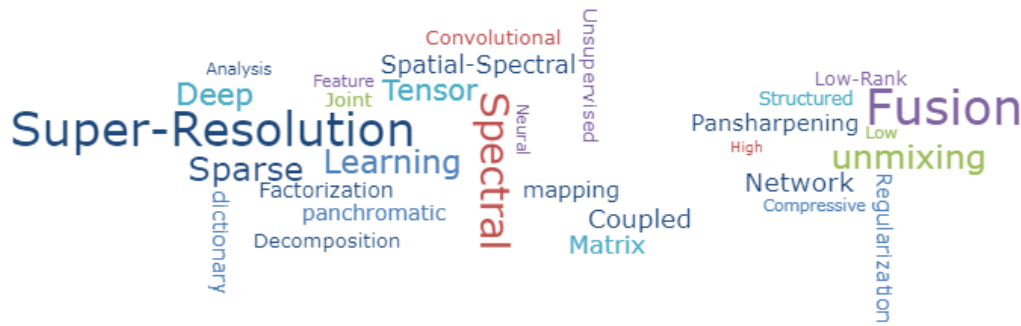 Unsupervised
Convolutional
Spatial-Spectral
Analysis
Feature
Low-Rank
Deep
Joint
Tensor
Structured
Fusion
Super-Resolution
Spectral
Neural
Pansharpening
Low
Sparse
Learning
High
unmixing
Factorization
mapping
Network
Regularization
dictionary
panchromatic
Coupled
Compressive
Decomposition
Matrix